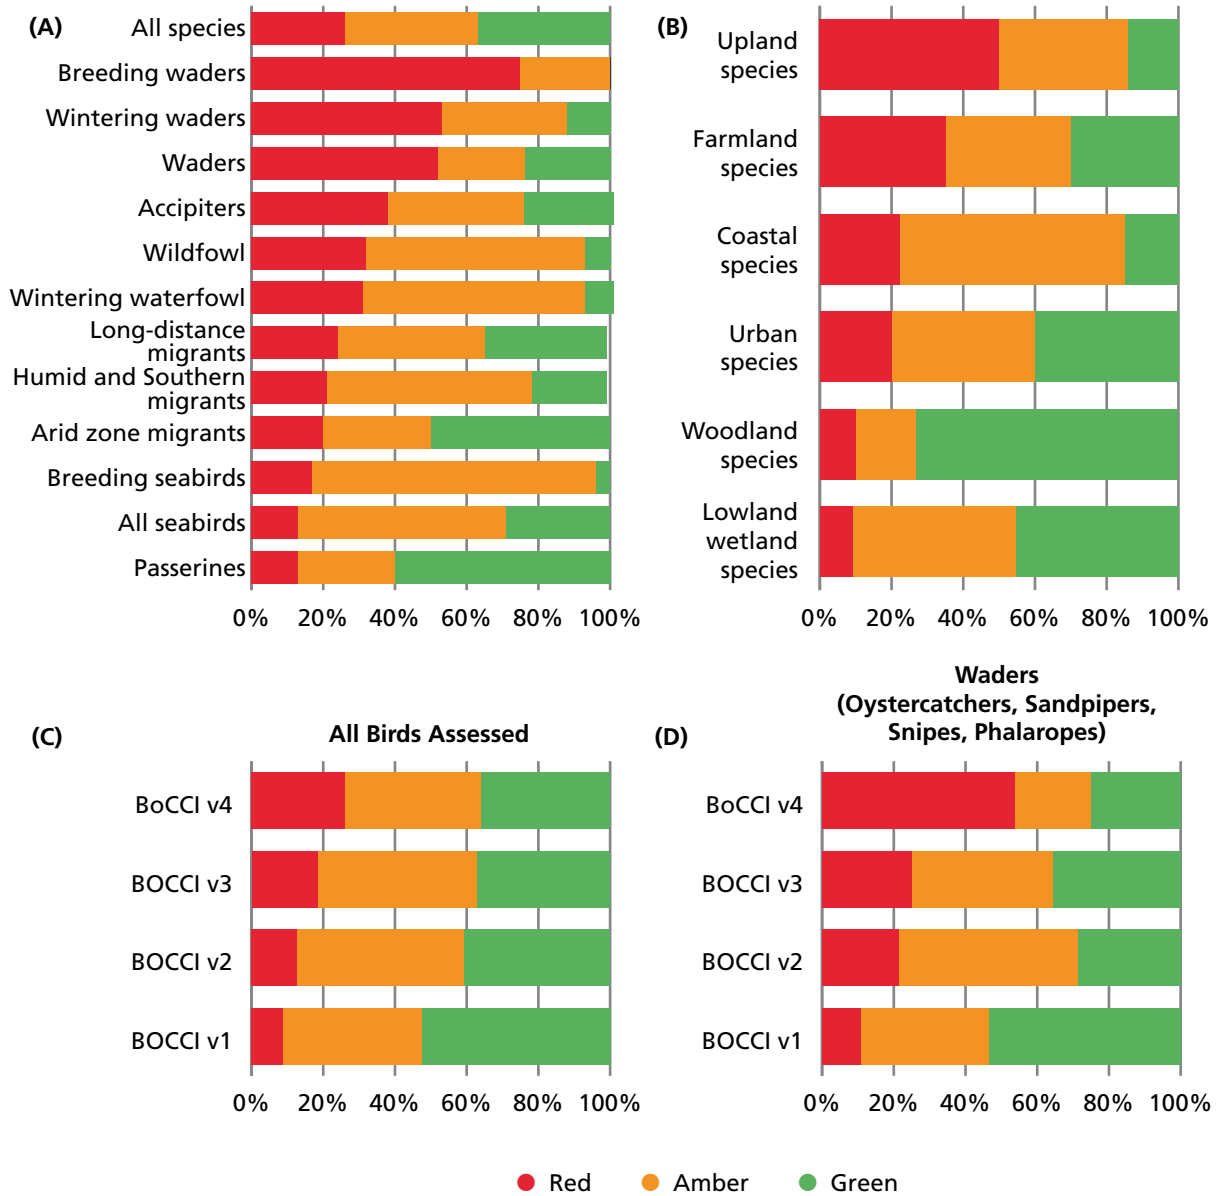 (A)
All species
Breeding waders
Wintering waders
Waders
Accipiters
Wildfowl
Wintering waterfowl
Long-distance
migrants
Humid and Southern
migrants
Arid zone migrants
Breeding seabirds
All seabirds
Passerines
0% 20% 40% 60% 80% 100%
(B)
Upland
species
Farmland
species
Coastal
species
Urban
species
Woodland
species
Lowland
wetland
species
0% 20% 40% 60% 80% 100%
(C)
All Birds Assessed
BoCCI v4
BOCCI v3
BOCCI v2
BOCCI v1
0% 20% 40% 60% 80% 100%
(D)
Waders
(Oystercatchers, Sandpipers,
Snipes, Phalaropes)
BoCCI v4
BOCCI v3
BOCCI v2
BOCCI v1
0% 20% 40% 60% 80% 100%
Red Amber Green